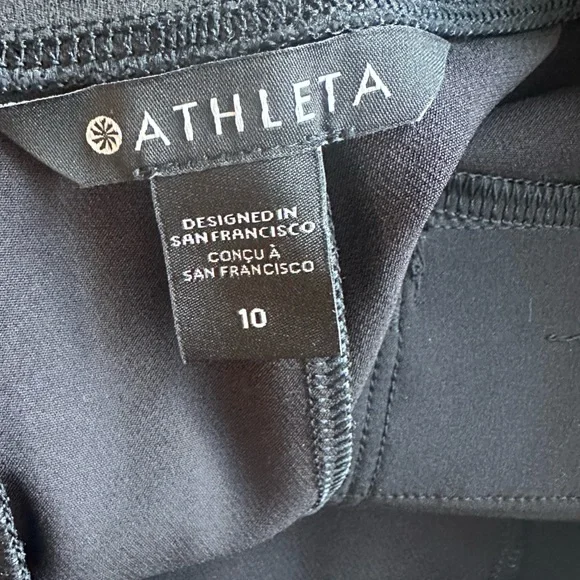 ATHLETA
DESIGNED IN
SAN FRANCISCO
CONÇU À
SAN FRANCISCO
10